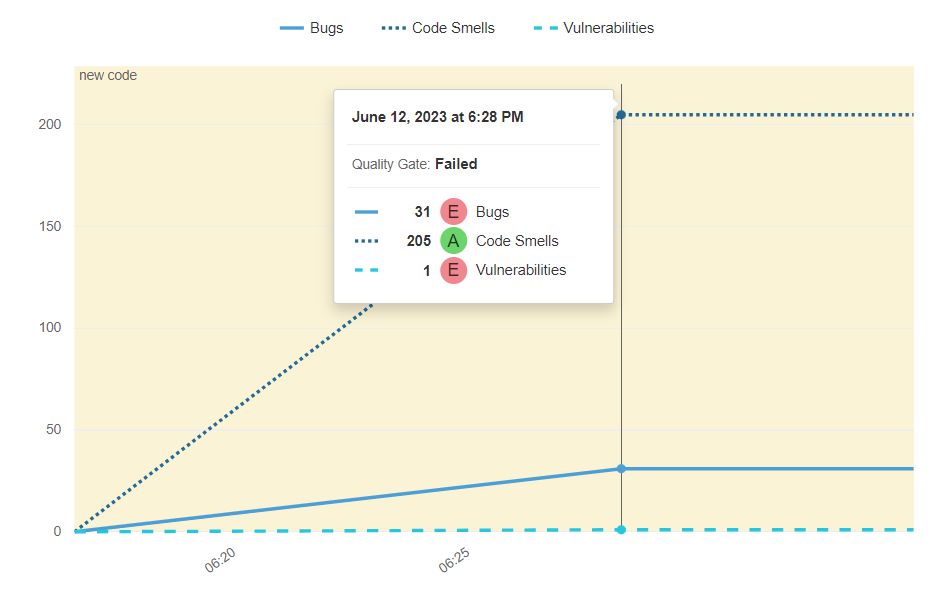 Bugs Code Smells Vulnerabilities
new code
200
June 12, 2023 at 6:28 PM
Quality Gate: Failed
31 E Bugs
150
205 A Code Smells
1 E Vulnerabilities
100
50
0
06:20 06:25